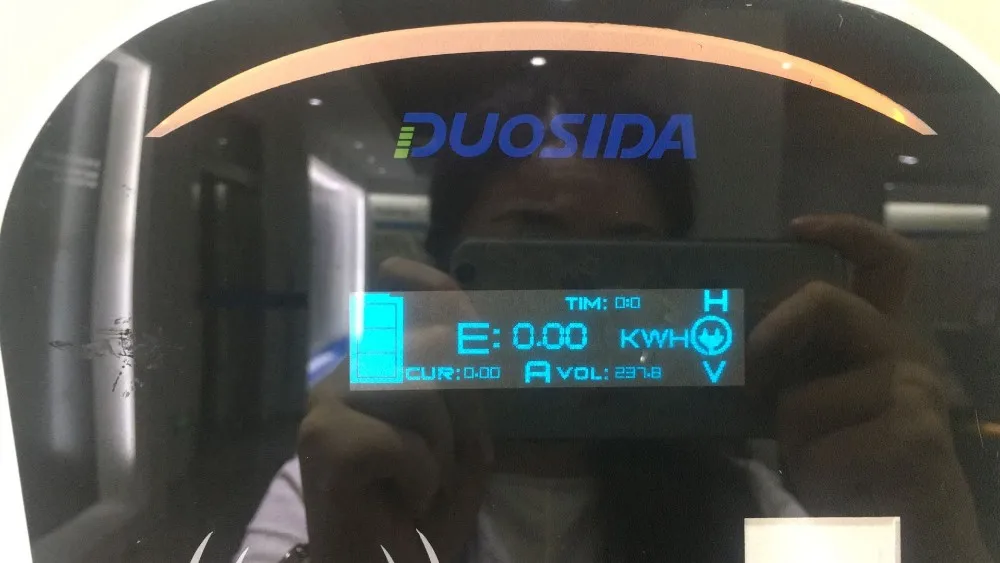 DUOSIDA
TIM: 0:0 H
E: 0.00 KWH
CUR:0.00 A VOL: 237.8 V